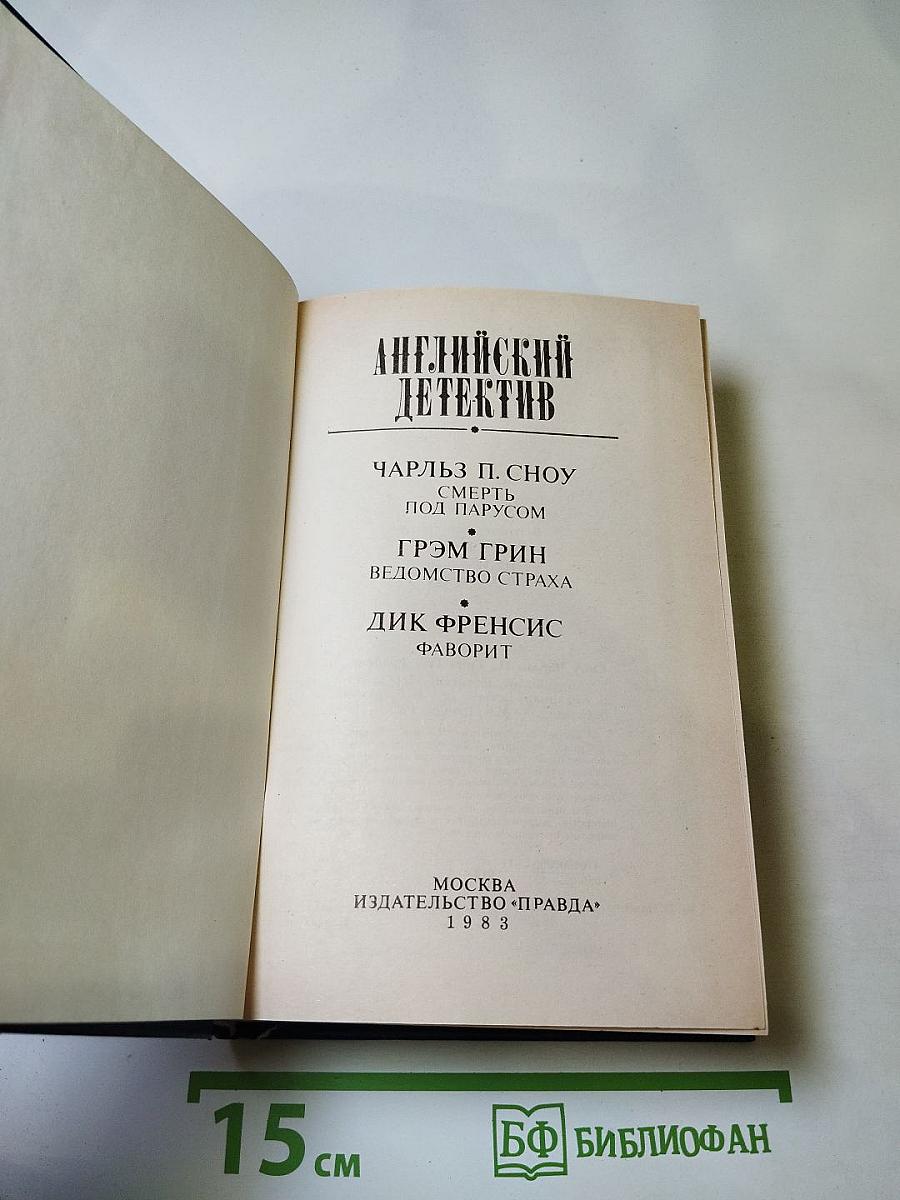 АНГЛИЙСКИЙ
ДЕТЕКТИВ
ЧАРЛЬЗ П. СНОУ
СМЕРТЬ
ПОД ПАРУСОМ
ГРЭМ ГРИН
ВЕДОМСТВО СТРАХА
ДИК ФРЕНСИС
ФАВОРИТ
МОСКВА
ИЗДАТЕЛЬСТВО «ПРАВДА»
1983
15 см
БФ БИБЛИОФАН